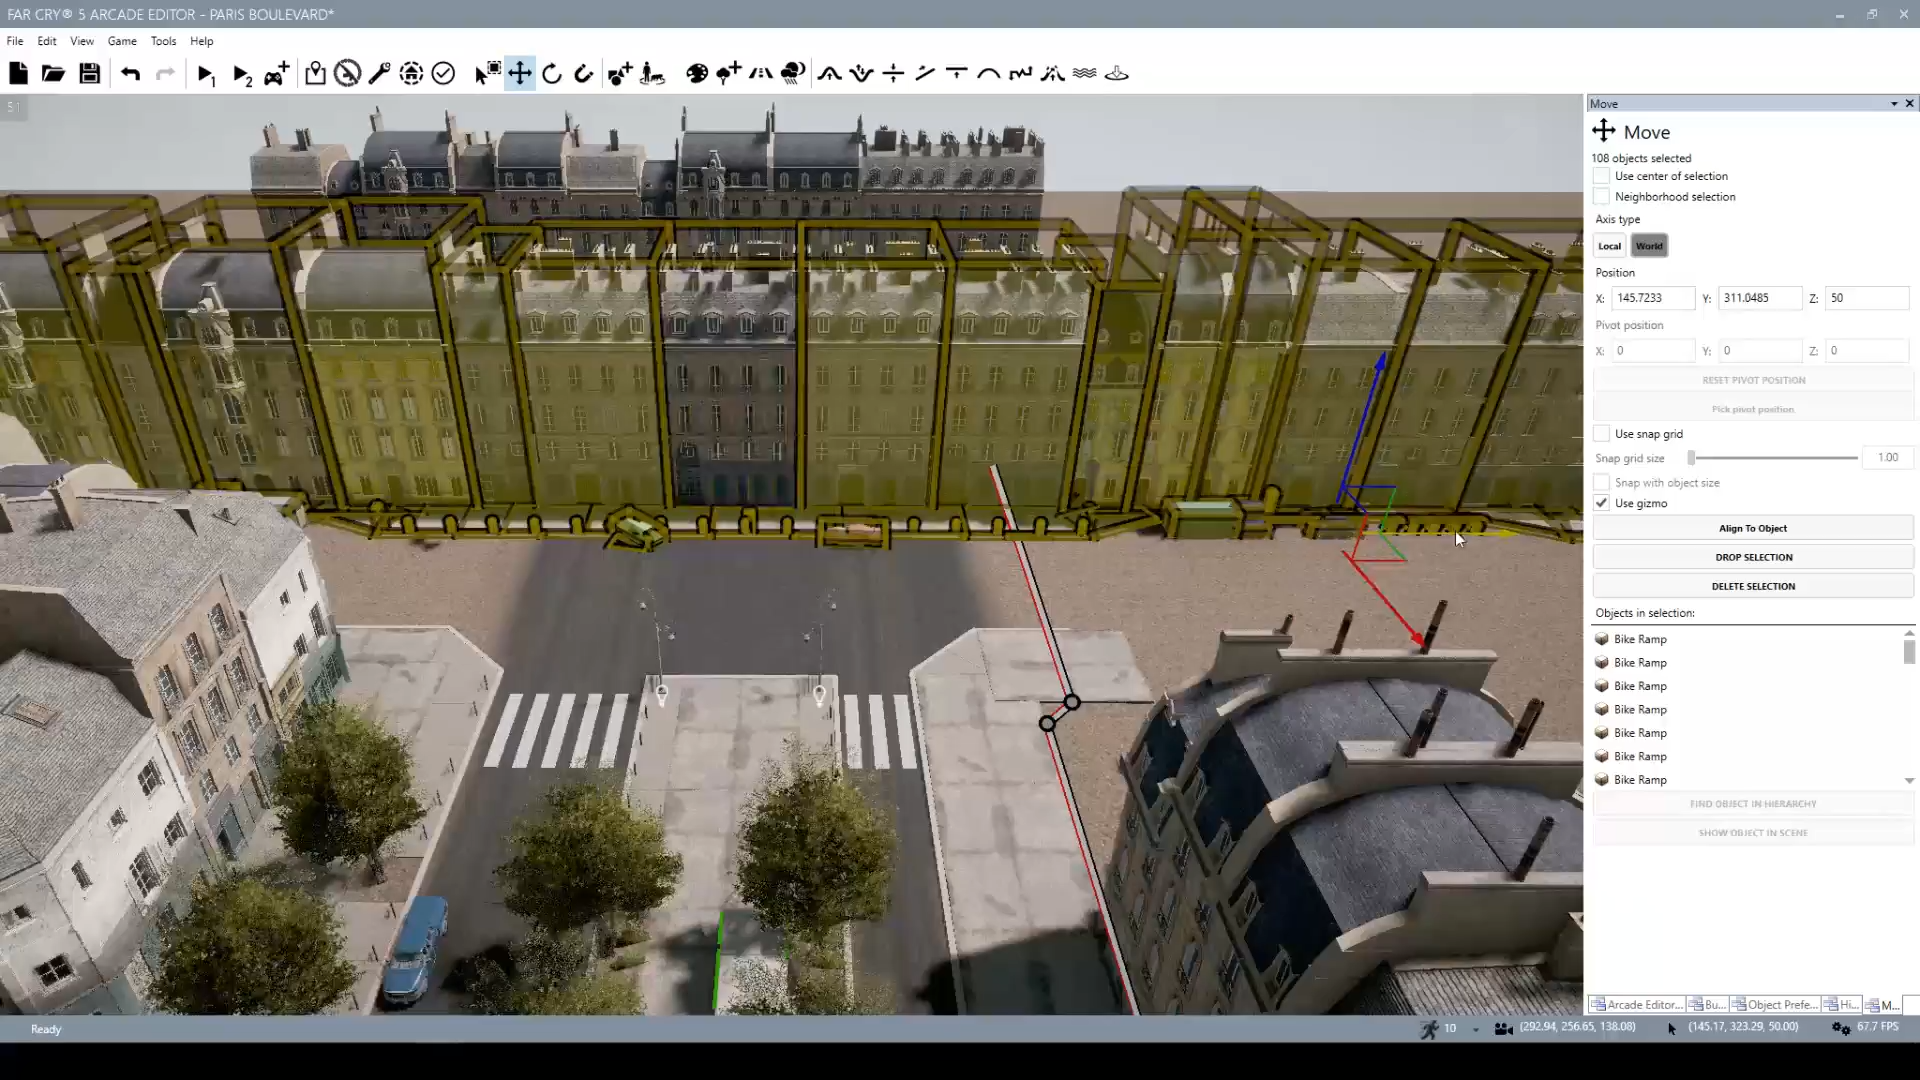 FAR CRY® 5 ARCADE EDITOR - PARIS BOULEVARD*
File Edit View Game Tools Help
1 2
Move
Move
108 objects selected
Use center of selection
Neighborhood selection
Axis type
Local World
Position
X: 145.7233 Y: 311.0485 Z: 50
Pivot position
X: 0 Y: 0 Z: 0
RESET PIVOT POSITION
Pick pivot position
Use snap grid
Snap grid size 1.00
Snap with object size
Use gizmo
Align To Object
DROP SELECTION
DELETE SELECTION
Objects in selection:
Bike Ramp
Bike Ramp
Bike Ramp
Bike Ramp
Bike Ramp
Bike Ramp
Bike Ramp
FIND OBJECT IN HIERARCHY
SHOW OBJECT IN SCENE
Arcade Editor... Bu... Object Prefe... Hi... M...
Ready 10 (292.94, 256.65, 138.08) (145.17, 323.29, 50.00) 67.7 FPS